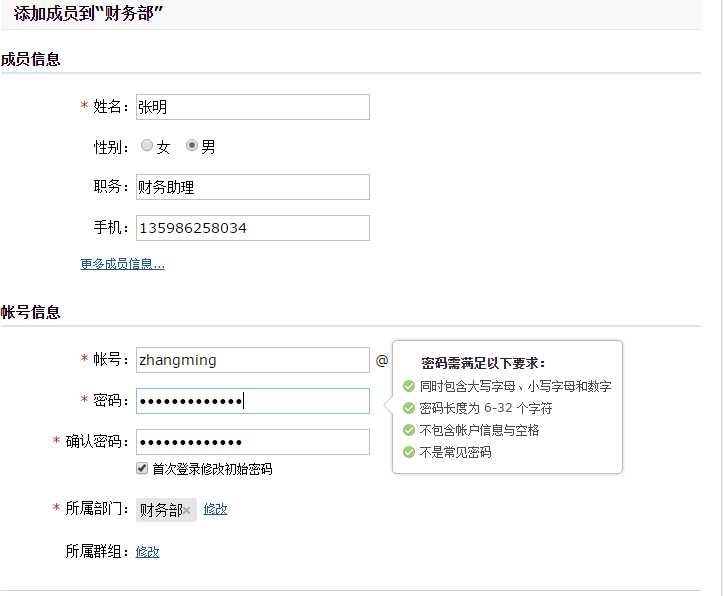 添加成员到“财务部”
成员信息
* 姓名: 张明
性别: 女 男
职务: 财务助理
手机: 135986258034
更多成员信息...
帐号信息
* 帐号: zhangming @
密码需满足以下要求:
同时包含大写字母、小写字母和数字
* 密码: •••••••••••••
密码长度为 6-32 个字符
不包含帐户信息与空格
* 确认密码: •••••••••••••
不是常见密码
首次登录修改初始密码
* 所属部门: 财务部× 修改
所属群组: 修改